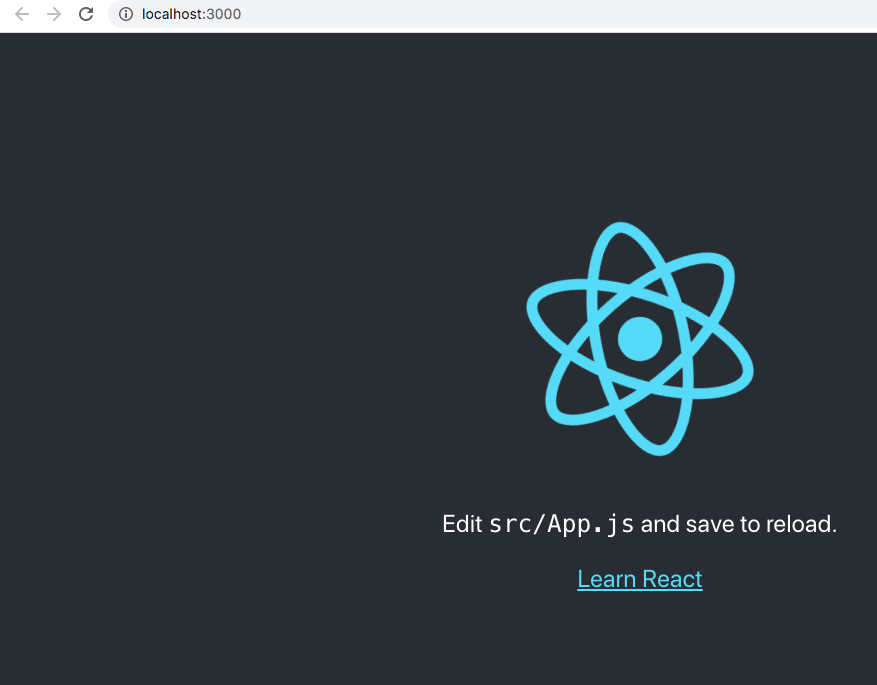 localhost:3000
Edit src/App.js and save to reload.
Learn React